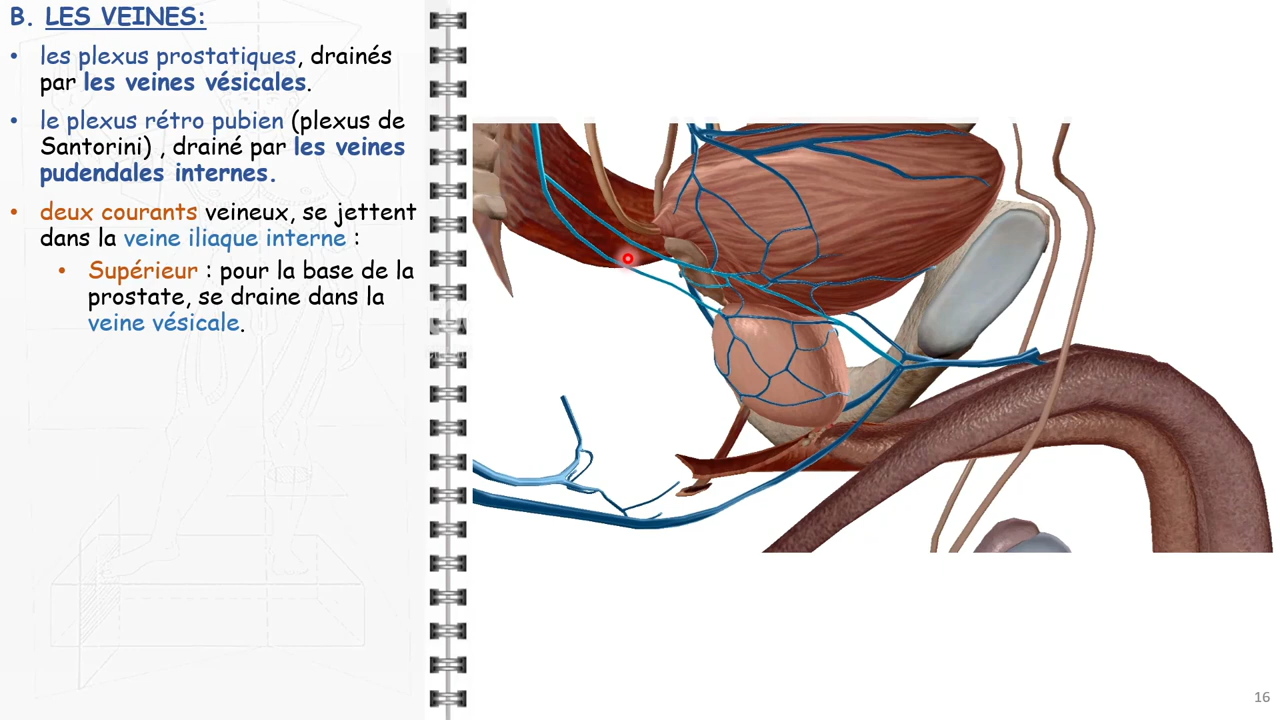 B. LES VEINES:
• les plexus prostatiques, drainés
par les veines vésicales.
• le plexus rétro pubien (plexus de
Santorini) , drainé par les veines
pudendales internes.
• deux courants veineux, se jettent
dans la veine iliaque interne :
• Supérieur : pour la base de la
prostate, se draine dans la
veine vésicale.
16